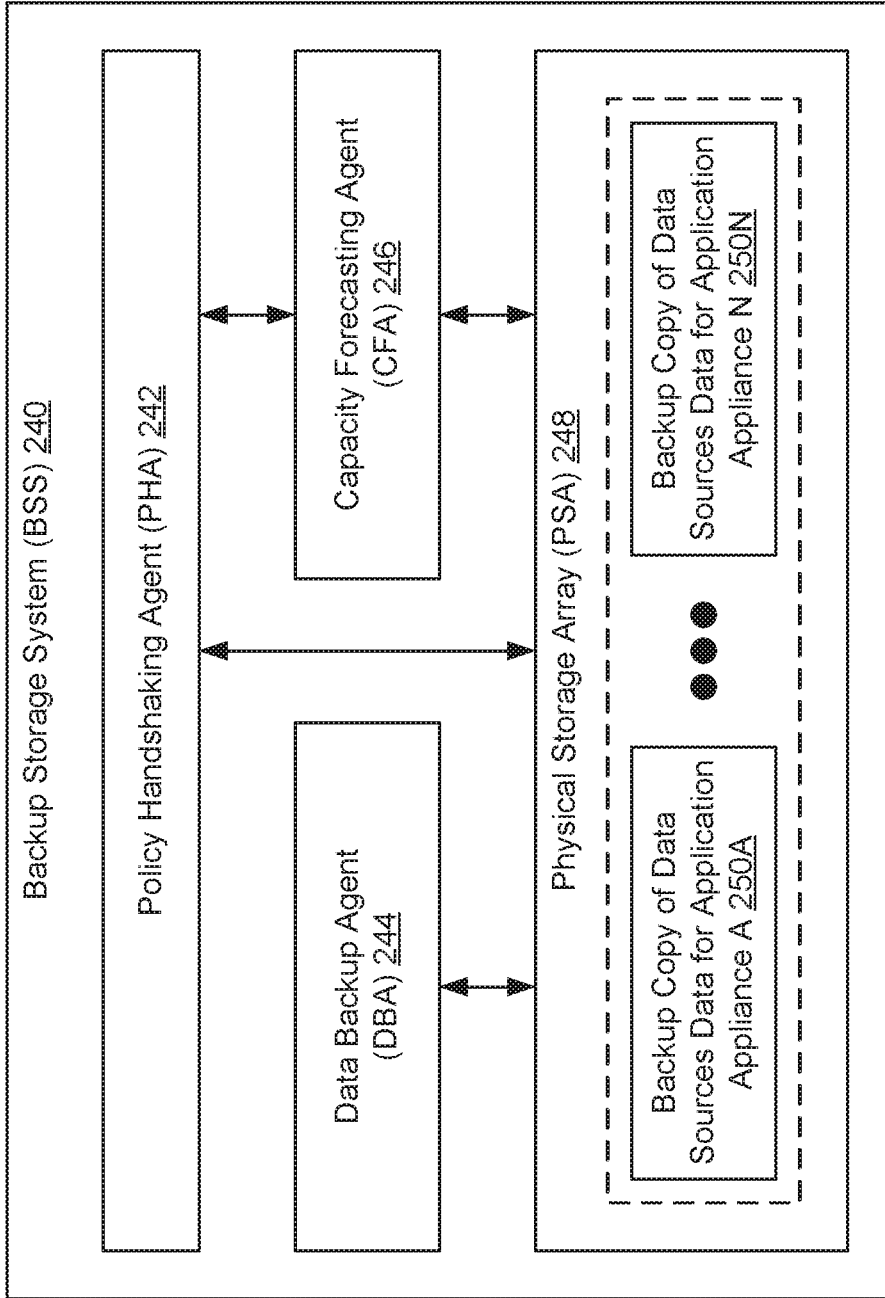 Backup Storage System (BSS) 240
Policy Handshaking Agent (PHA) 242
Data Backup Agent
(DBA) 244
Capacity Forecasting Agent
(CFA) 246
Physical Storage Array (PSA) 248
Backup Copy of Data
Sources Data for Application
Appliance A 250A
Backup Copy of Data
Sources Data for Application
Appliance N 250N